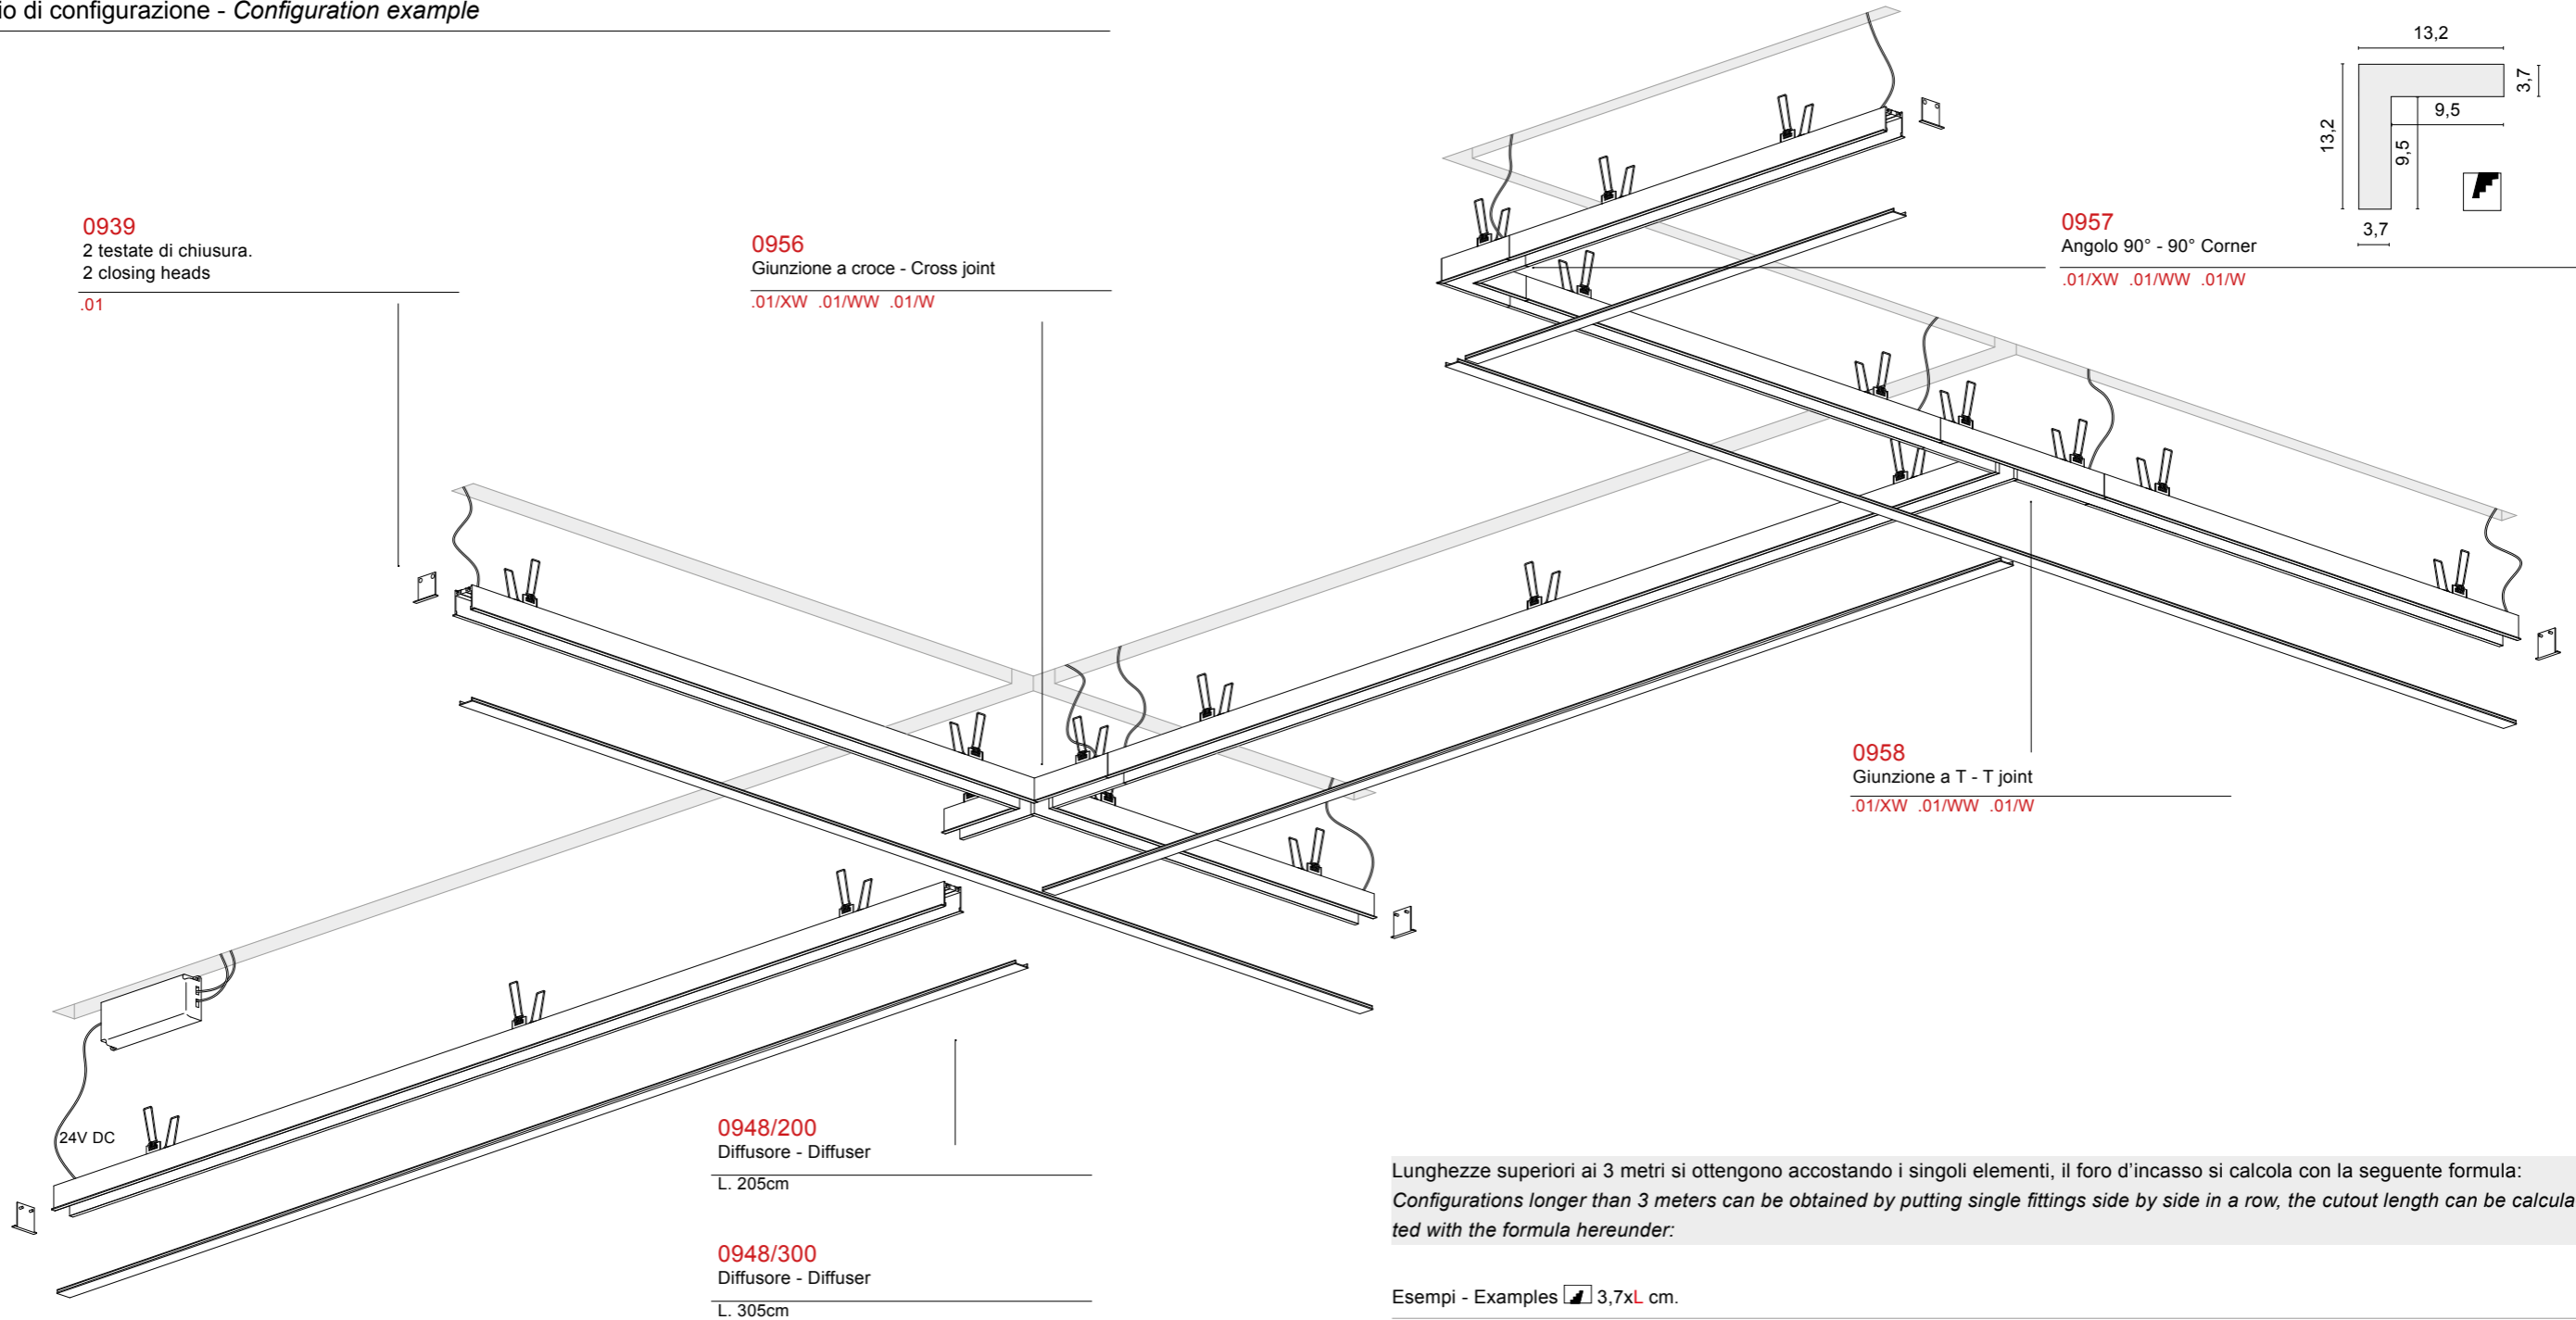 io di configurazione - Configuration example
13,2
3,7
9,5
13,2
9,5
3,7
0939
2 testate di chiusura.
2 closing heads
.01
0956
Giunzione a croce - Cross joint
.01/XW .01/WW .01/W
0957
Angolo 90° - 90° Corner
.01/XW .01/WW .01/W
0958
Giunzione a T - T joint
.01/XW .01/WW .01/W
24V DC
0948/200
Diffusore - Diffuser
L. 205cm
0948/300
Diffusore - Diffuser
L. 305cm
Lunghezze superiori ai 3 metri si ottengono accostando i singoli elementi, il foro d’incasso si calcola con la seguente formula:
Configurations longer than 3 meters can be obtained by putting single fittings side by side in a row, the cutout length can be calcula
ted with the formula hereunder:
Esempi - Examples 3,7xL cm.